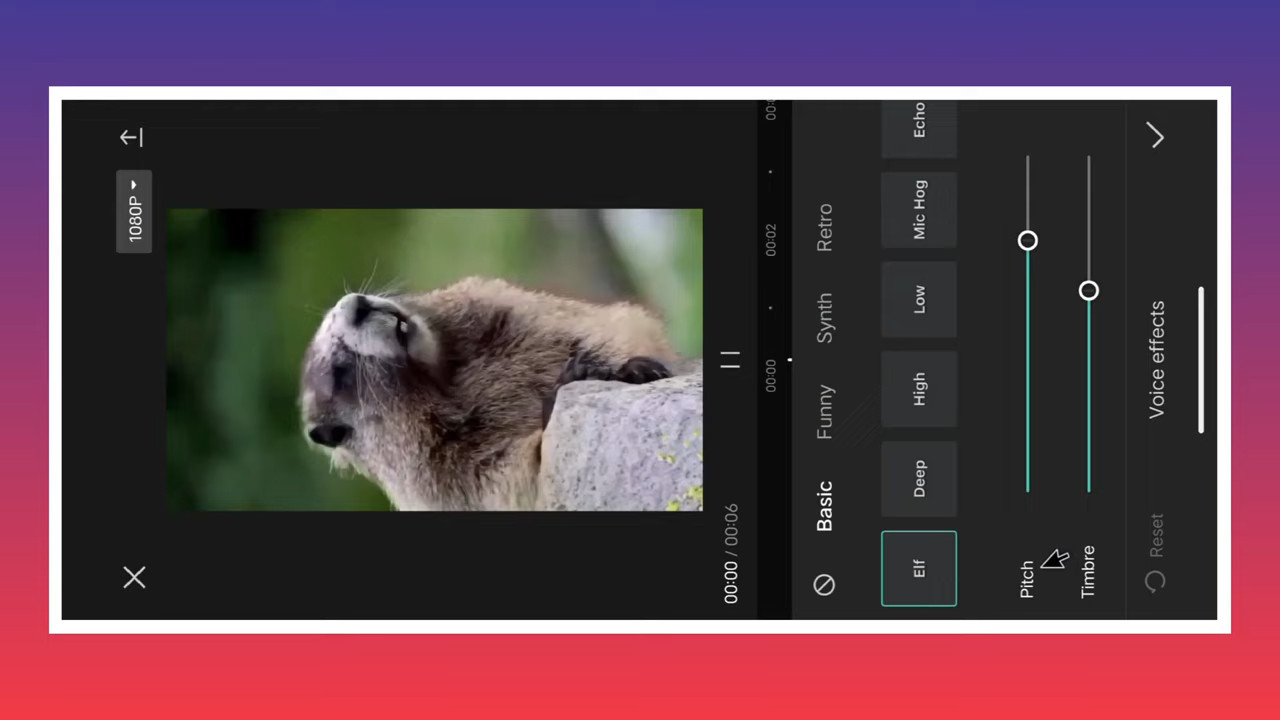 1080P
00:00 / 00:06
00:00
00:02
Basic
Funny
Synth
Retro
Elf
Deep
High
Low
Mic Hog
Echo
Pitch
Timbre
Reset
Voice effects